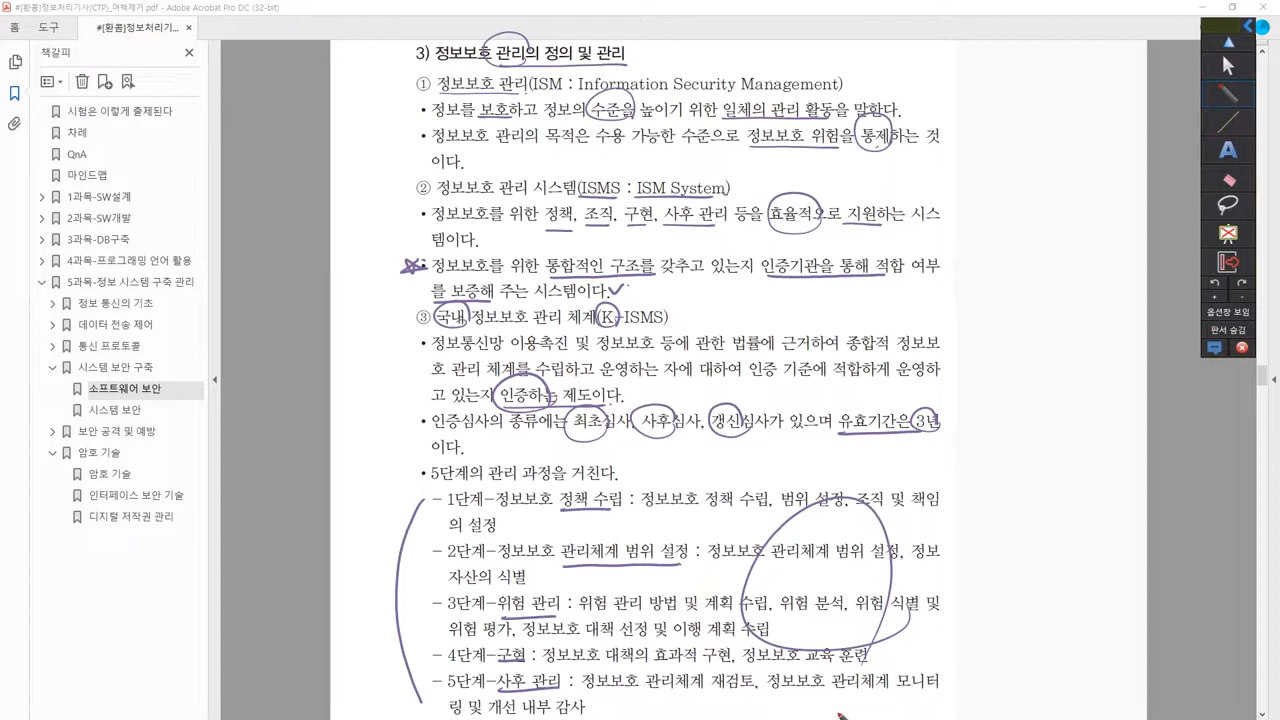 #[환콤]정보처리기사(CTP)_여백제거.pdf - Adobe Acrobat Pro DC (32-bit)
홈 도구 #[환콤]정보처리기... ×
책갈피
시험은 이렇게 출제된다
차례
QnA
마인드맵
1과목-SW설계
2과목-SW개발
3과목-DB구축
4과목-프로그래밍 언어 활용
5과목-정보 시스템 구축 관리
정보 통신의 기초
데이터 전송 제어
통신 프로토콜
시스템 보안 구축
소프트웨어 보안
시스템 보안
보안 공격 및 예방
암호 기술
암호 기술
인터페이스 보안 기술
디지털 저작권 관리
3) 정보보호 관리의 정의 및 관리
① 정보보호 관리(ISM : Information Security Management)
• 정보를 보호하고 정보의 수준을 높이기 위한 일체의 관리 활동을 말한다.
• 정보보호 관리의 목적은 수용 가능한 수준으로 정보보호 위험을 통제하는 것
이다.
② 정보보호 관리 시스템(ISMS : ISM System)
• 정보보호를 위한 정책, 조직, 구현, 사후 관리 등을 효율적으로 지원하는 시스
템이다.
• 정보보호를 위한 통합적인 구조를 갖추고 있는지 인증기관을 통해 적합 여부
를 보증해 주는 시스템이다.
③ 국내 정보보호 관리 체계(K-ISMS)
• 정보통신망 이용촉진 및 정보보호 등에 관한 법률에 근거하여 종합적 정보보
호 관리 체계를 수립하고 운영하는 자에 대하여 인증 기준에 적합하게 운영하
고 있는지 인증하는 제도이다.
• 인증심사의 종류에는 최초심사, 사후심사, 갱신심사가 있으며 유효기간은 3년
이다.
• 5단계의 관리 과정을 거친다.
- 1단계-정보보호 정책 수립 : 정보보호 정책 수립, 범위 설정, 조직 및 책임
의 설정
- 2단계-정보보호 관리체계 범위 설정 : 정보보호 관리체계 범위 설정, 정보
자산의 식별
- 3단계-위험 관리 : 위험 관리 방법 및 계획 수립, 위험 분석, 위험 식별 및
위험 평가, 정보보호 대책 선정 및 이행 계획 수립
- 4단계-구현 : 정보보호 대책의 효과적 구현, 정보보호 교육 훈련
- 5단계-사후 관리 : 정보보호 관리체계 재검토, 정보보호 관리체계 모니터
링 및 개선 내부 감사
A
옵션창 보임
판서 숨김